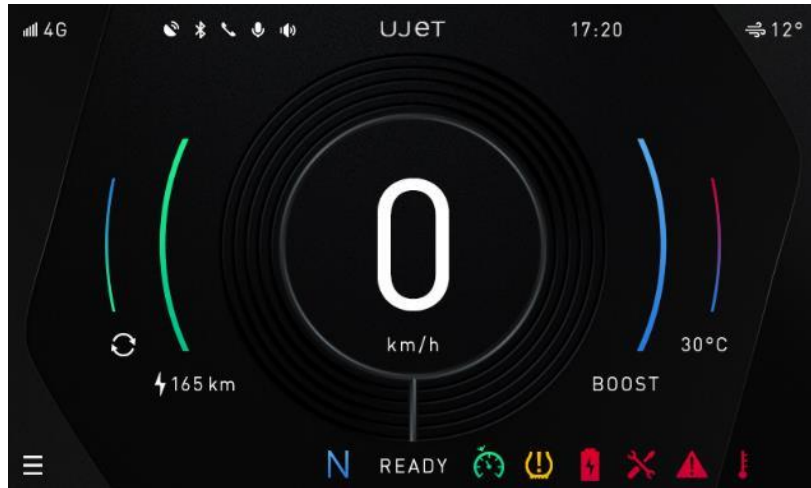 4G UJET 17:20 12°
0
km/h
30°C
165 km BOOST
N READY